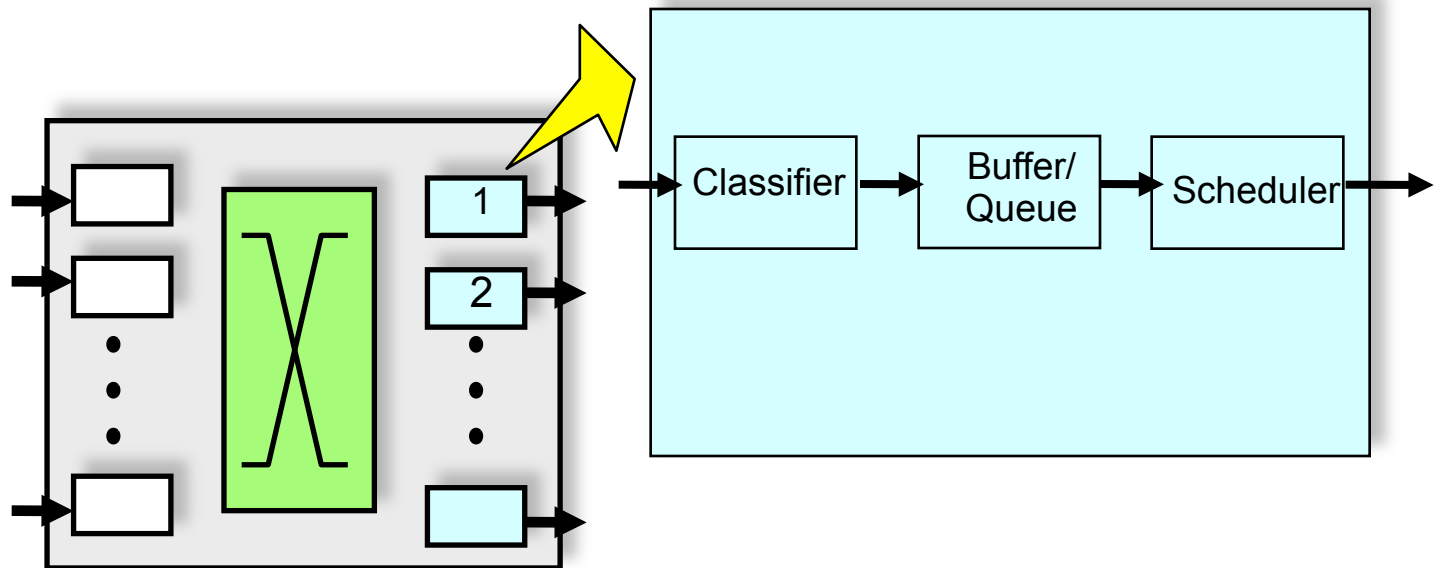 1
2
Classifier
Buffer/
Queue
Scheduler